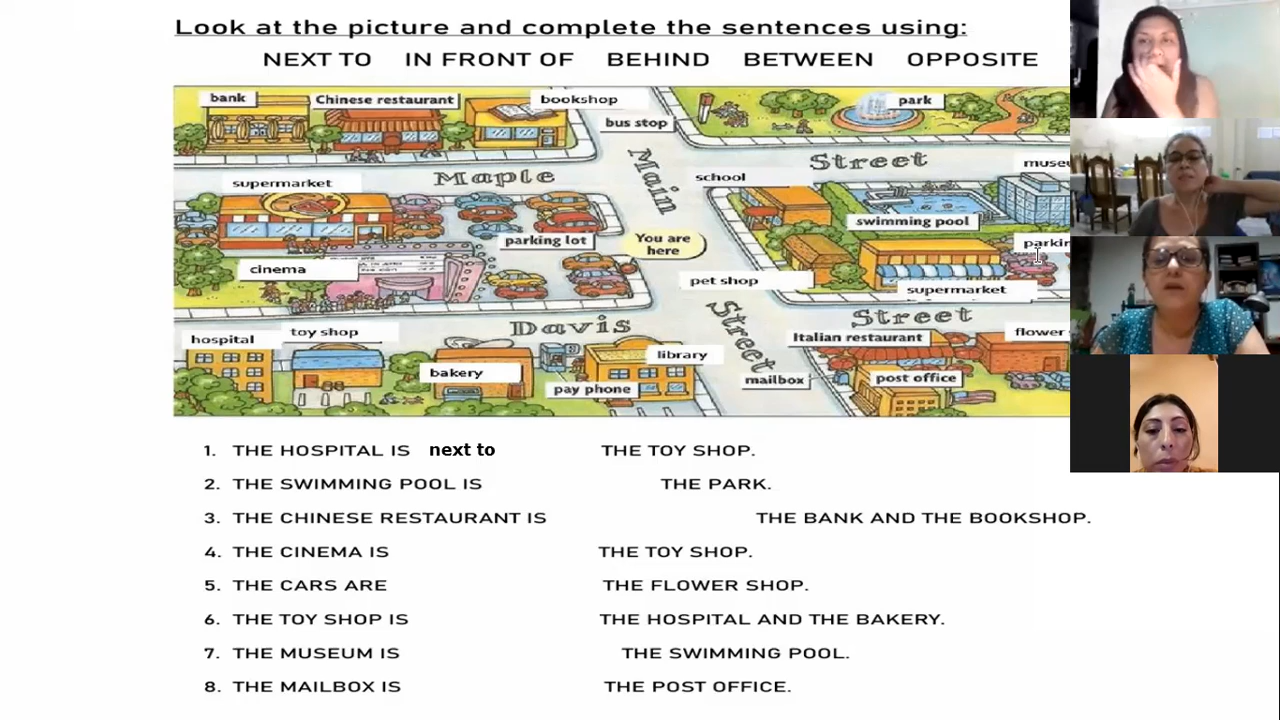 Look at the picture and complete the sentences using:
NEXT TO IN FRONT OF BEHIND BETWEEN OPPOSITE
bank
Chinese restaurant
bookshop
park
bus stop
Maple
Main
Street
school
museu
supermarket
swimming pool
parking lot
You are
here
parkin
cinema
pet shop
supermarket
Davis
Street
Street
hospital
toy shop
Italian restaurant
flower
library
bakery
pay phone
mailbox
post office
1. THE HOSPITAL IS next to THE TOY SHOP.
2. THE SWIMMING POOL IS THE PARK.
3. THE CHINESE RESTAURANT IS THE BANK AND THE BOOKSHOP.
4. THE CINEMA IS THE TOY SHOP.
5. THE CARS ARE THE FLOWER SHOP.
6. THE TOY SHOP IS THE HOSPITAL AND THE BAKERY.
7. THE MUSEUM IS THE SWIMMING POOL.
8. THE MAILBOX IS THE POST OFFICE.